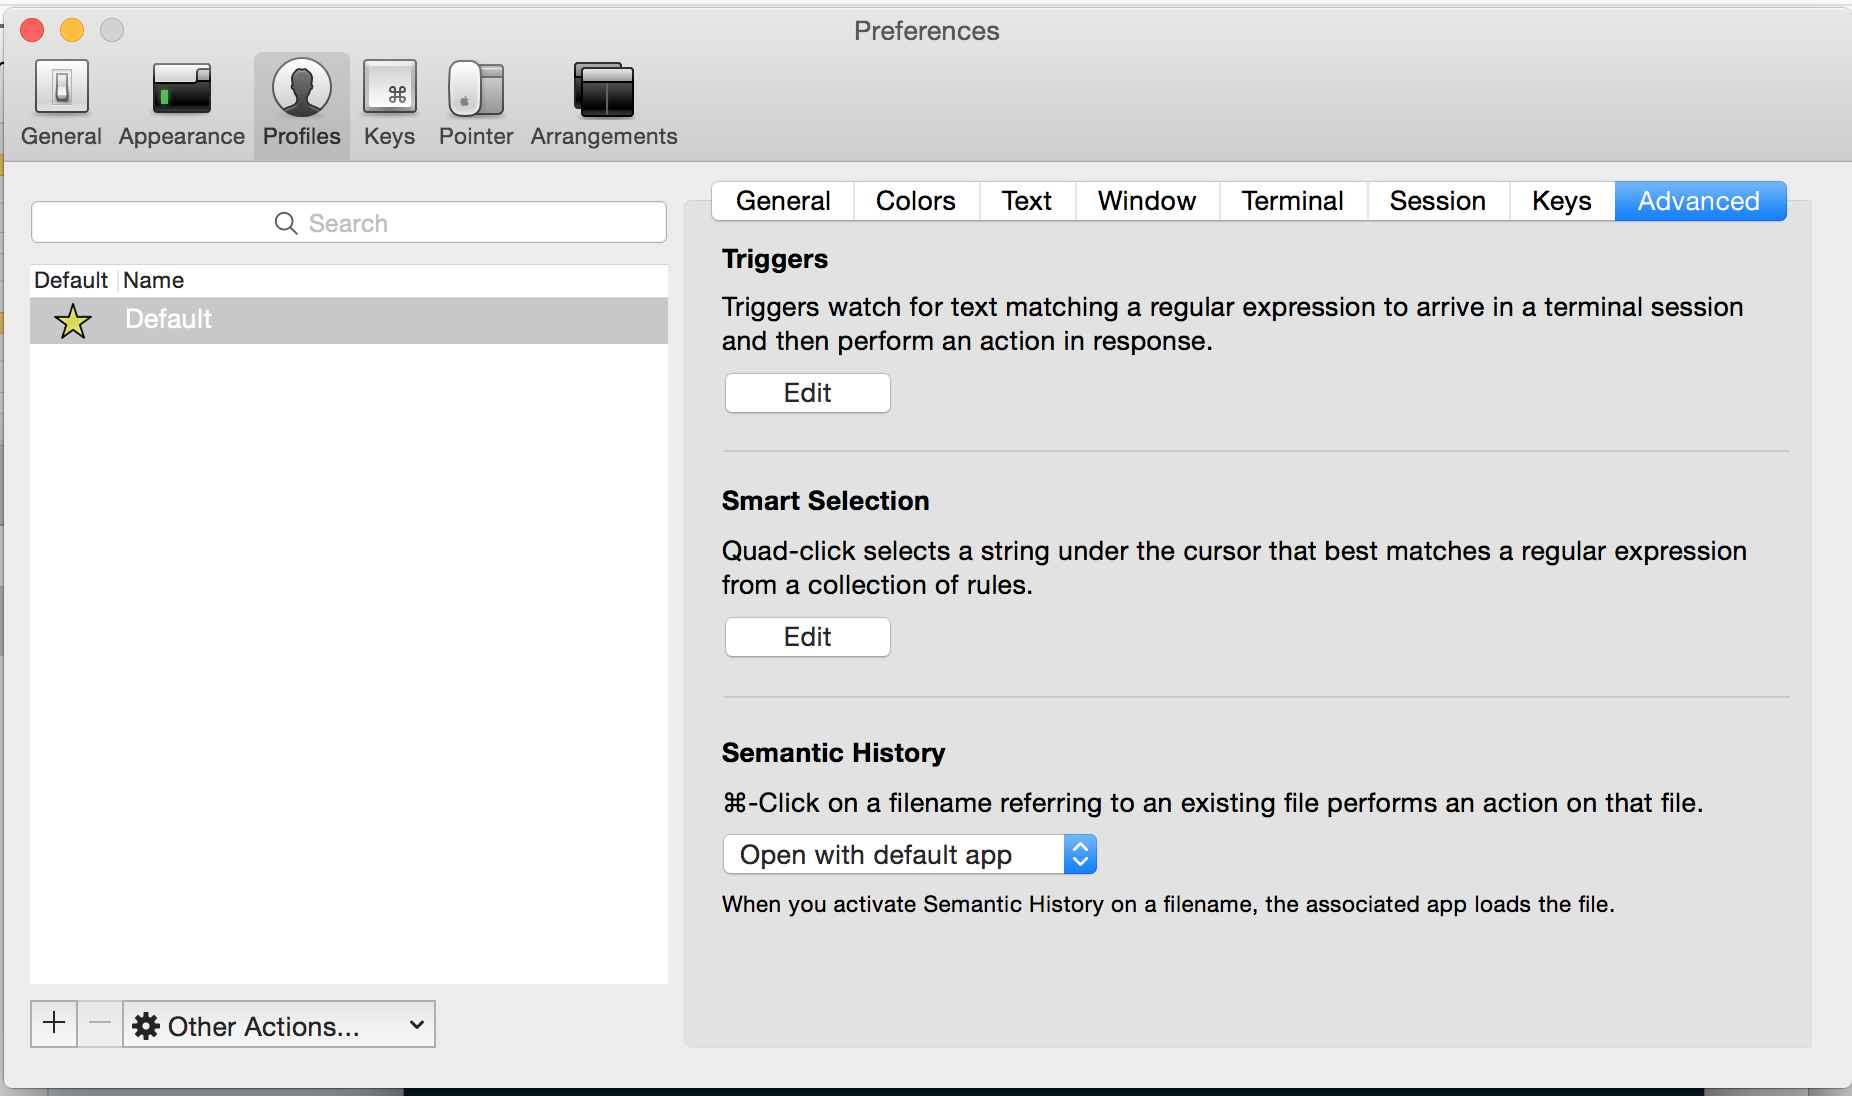 Preferences
General Appearance Profiles Keys Pointer Arrangements
Search
Default Name
Default
Other Actions...
General Colors Text Window Terminal Session Keys Advanced
Triggers
Triggers watch for text matching a regular expression to arrive in a terminal session
and then perform an action in response.
Edit
Smart Selection
Quad-click selects a string under the cursor that best matches a regular expression
from a collection of rules.
Edit
Semantic History
⌘-Click on a filename referring to an existing file performs an action on that file.
Open with default app
When you activate Semantic History on a filename, the associated app loads the file.